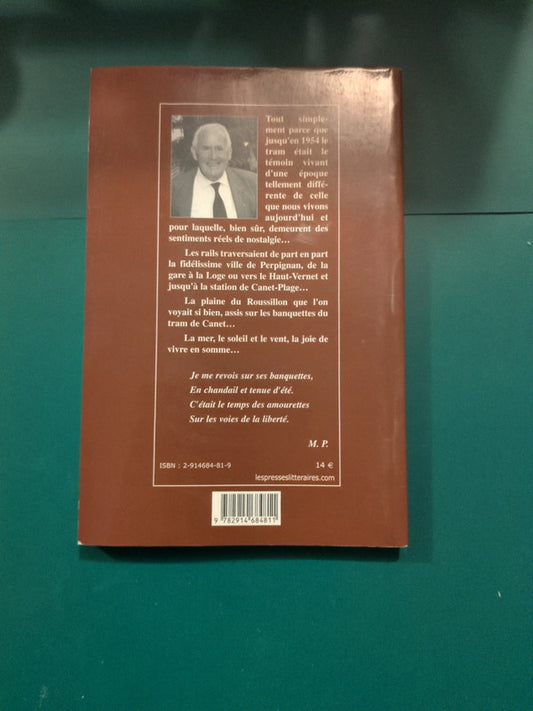 Tout simple-
ment parce que
jusqu'en 1954 le
tram était le
témoin vivant
d'une époque
tellement diffé-
rente de celle
que nous vivons
aujourd'hui et
pour laquelle, bien sûr, demeurent des
sentiments réels de nostalgie...
Les rails traversaient de part en part
la fidélissime ville de Perpignan, de la
gare à la Loge ou vers le Haut-Vernet et
jusqu'à la station de Canet-Plage...
La plaine du Roussillon que l'on
voyait si bien, assis sur les banquettes du
tram de Canet...
La mer, le soleil et le vent, la joie de
vivre en somme...
Je me revois sur ses banquettes,
En chandail et tenue d'été.
C'était le temps des amourettes
Sur les voies de la liberté.
M. P.
ISBN : 2-914684-81-9 14 €
lespresseslitteraires.com
9 782914 684811